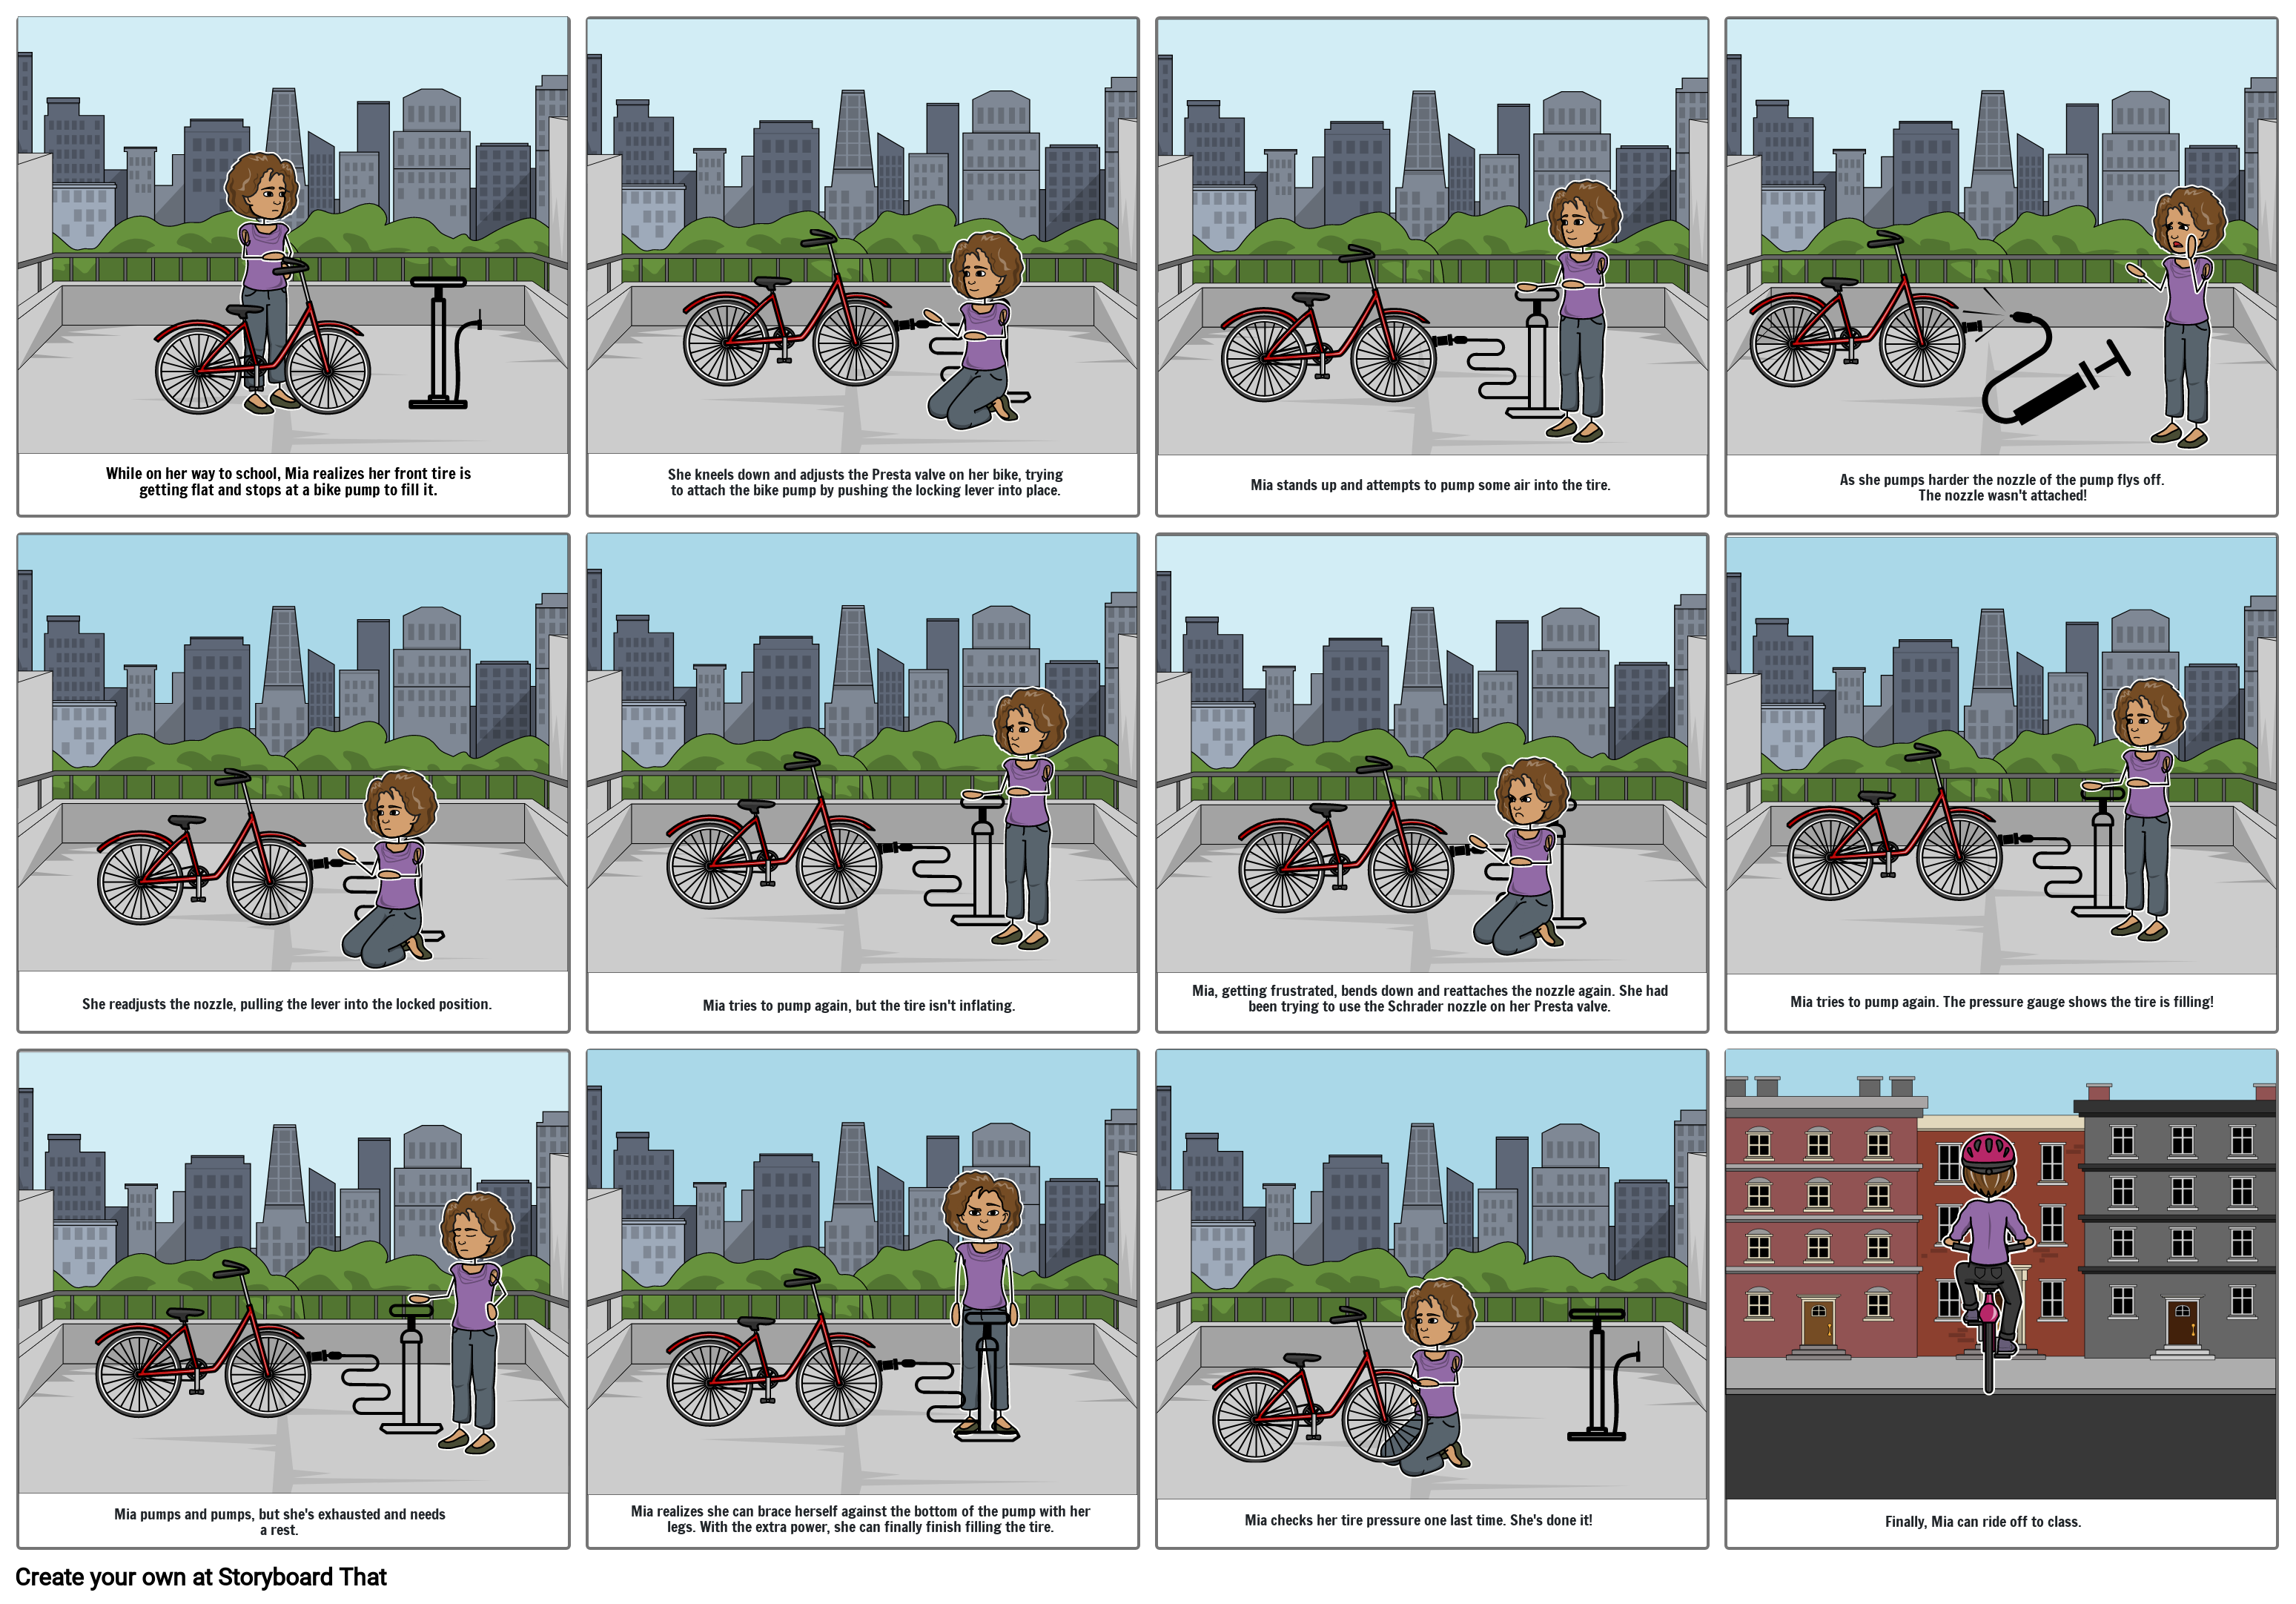 While on her way to school, Mia realizes her front tire is
getting flat and stops at a bike pump to fill it.
She kneels down and adjusts the Presta valve on her bike, trying
to attach the bike pump by pushing the locking lever into place.
Mia stands up and attempts to pump some air into the tire.
As she pumps harder the nozzle of the pump flys off.
The nozzle wasn't attached!
She readjusts the nozzle, pulling the lever into the locked position.
Mia tries to pump again, but the tire isn't inflating.
Mia, getting frustrated, bends down and reattaches the nozzle again. She had
been trying to use the Schrader nozzle on her Presta valve.
Mia tries to pump again. The pressure gauge shows the tire is filling!
Mia pumps and pumps, but she's exhausted and needs
a rest.
Mia realizes she can brace herself against the bottom of the pump with her
legs. With the extra power, she can finally finish filling the tire.
Mia checks her tire pressure one last time. She's done it!
Finally, Mia can ride off to class.
Create your own at Storyboard That